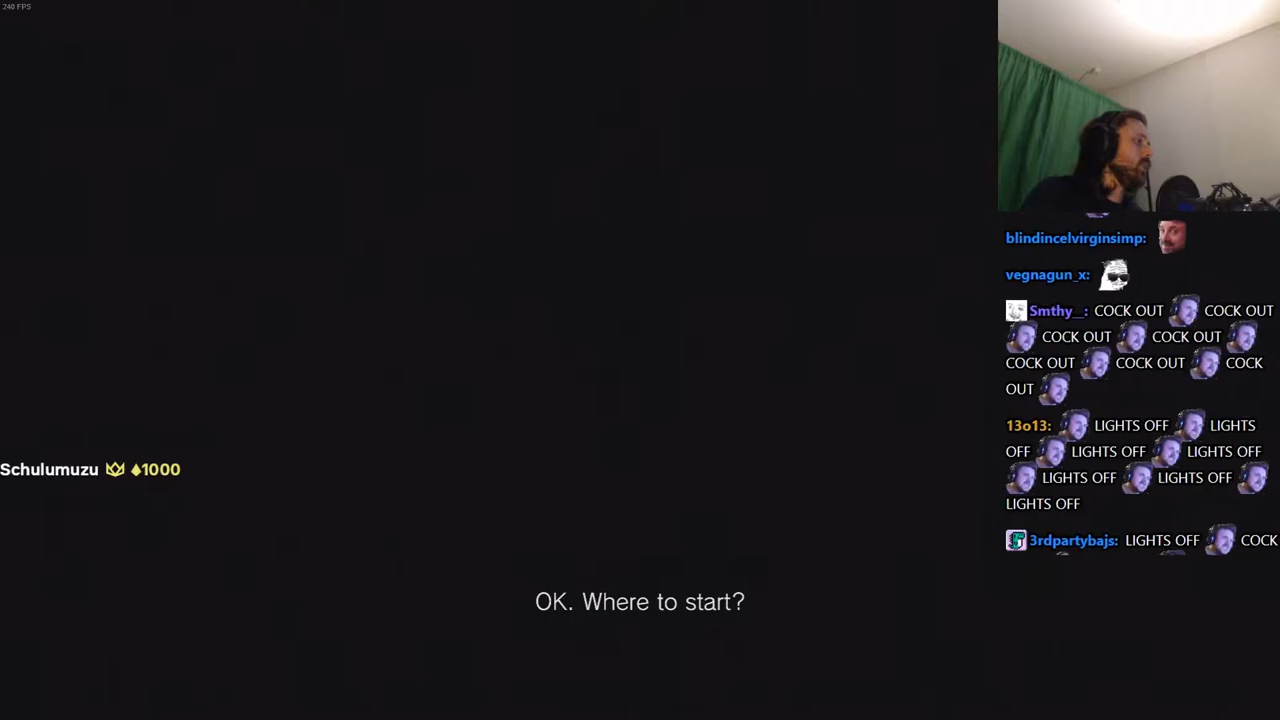 240 FPS
blindincelvirginsimp:
vegnagun_x:
Smthy__: COCK OUT COCK OUT
COCK OUT COCK OUT
COCK OUT COCK OUT COCK
OUT
13o13: LIGHTS OFF LIGHTS
OFF LIGHTS OFF LIGHTS OFF
LIGHTS OFF LIGHTS OFF
LIGHTS OFF
Schulumuzu 1000
3rdpartybajs: LIGHTS OFF COCK
OK. Where to start?